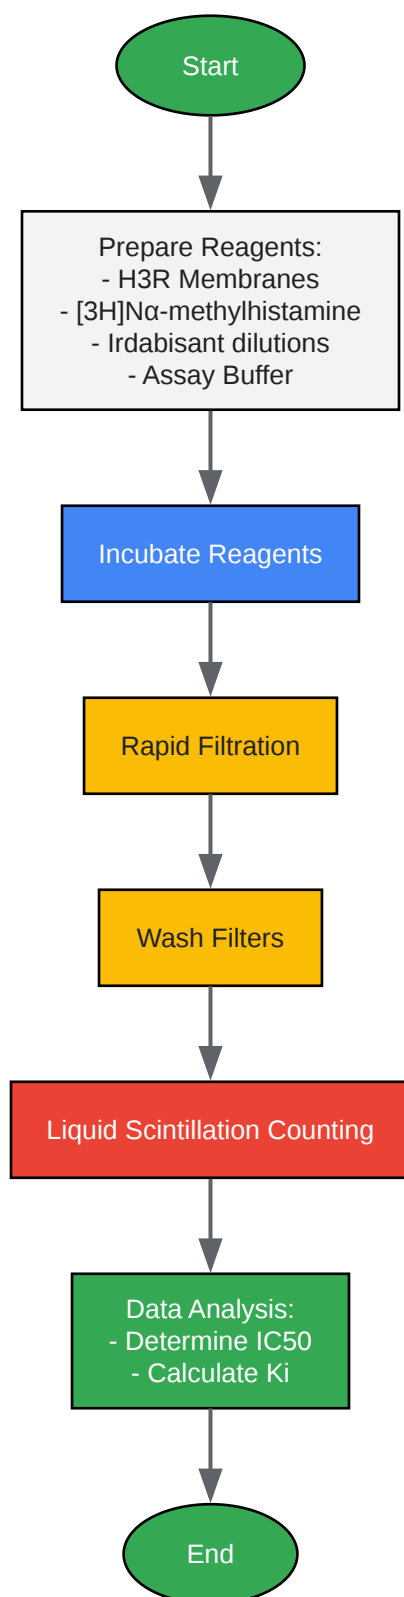 Start
Prepare Reagents:
- H3R Membranes
- [3H]Nα-methylhistamine
- Irdabisant dilutions
- Assay Buffer
Incubate Reagents
Rapid Filtration
Wash Filters
Liquid Scintillation Counting
Data Analysis:
- Determine IC50
- Calculate Ki
End